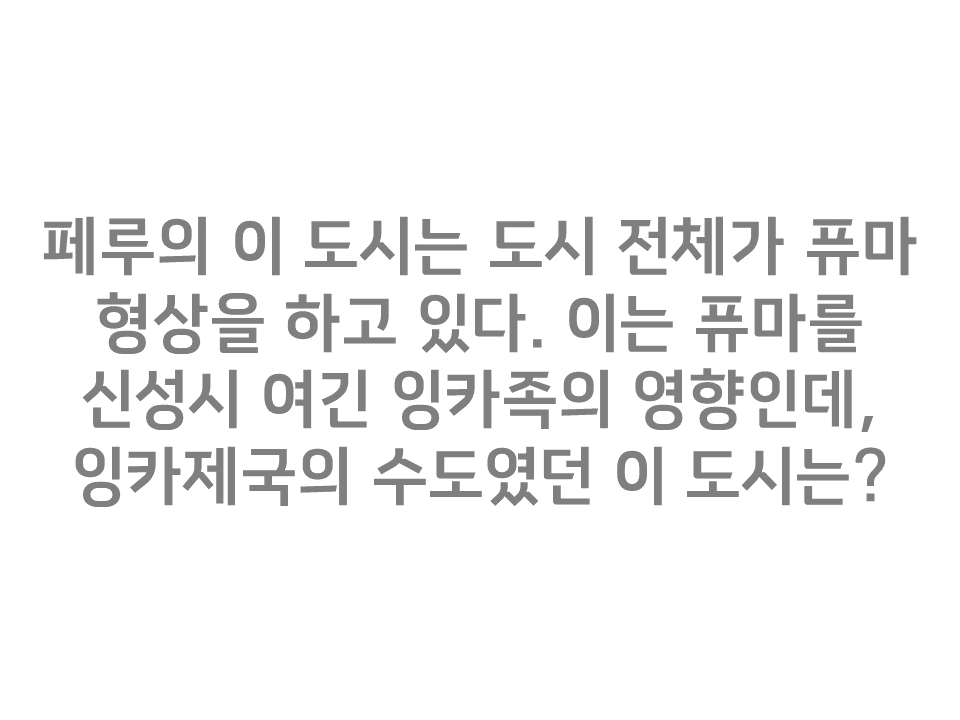 페루의 이 도시는 도시 전체가 퓨마
형상을 하고 있다. 이는 퓨마를
신성시 여긴 잉카족의 영향인데,
잉카제국의 수도였던 이 도시는?